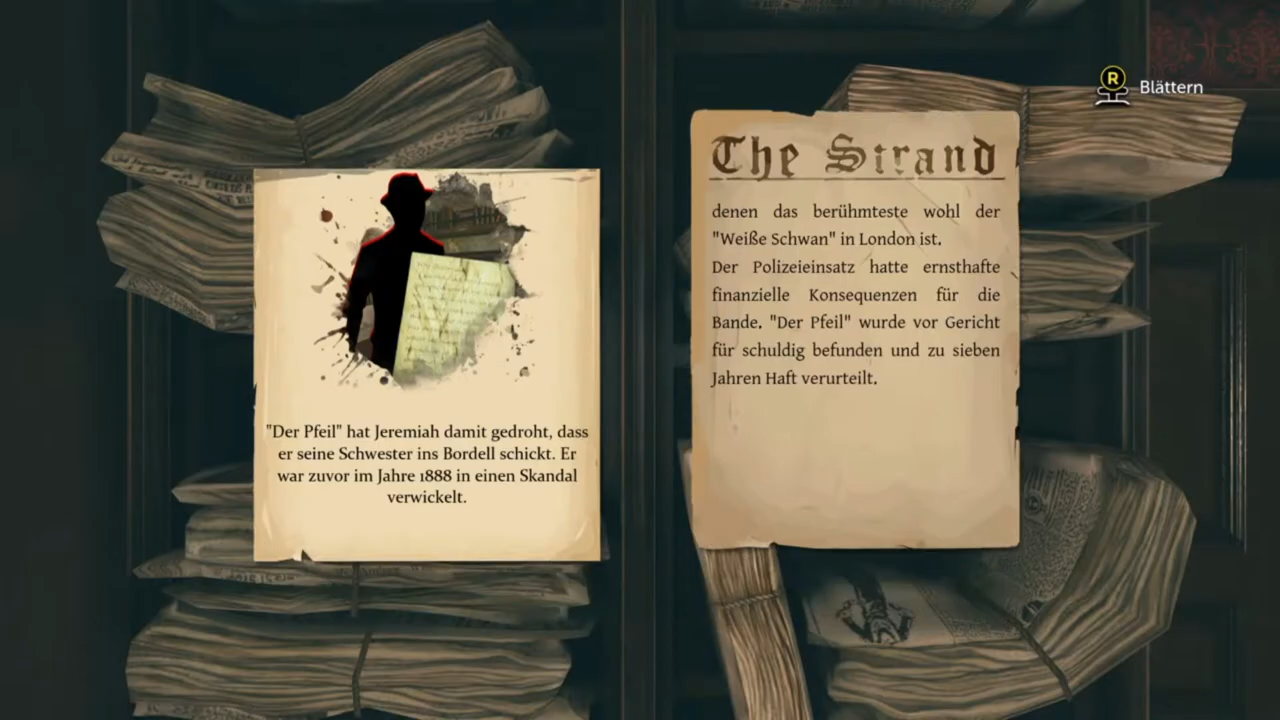 R Blättern
"Der Pfeil" hat Jeremiah damit gedroht, dass
er seine Schwester ins Bordell schickt. Er
war zuvor im Jahre 1888 in einen Skandal
verwickelt.
The Strand
denen das berühmteste wohl der
"Weiße Schwan" in London ist.
Der Polizeieinsatz hatte ernsthafte
finanzielle Konsequenzen für die
Bande. "Der Pfeil" wurde vor Gericht
für schuldig befunden und zu sieben
Jahren Haft verurteilt.